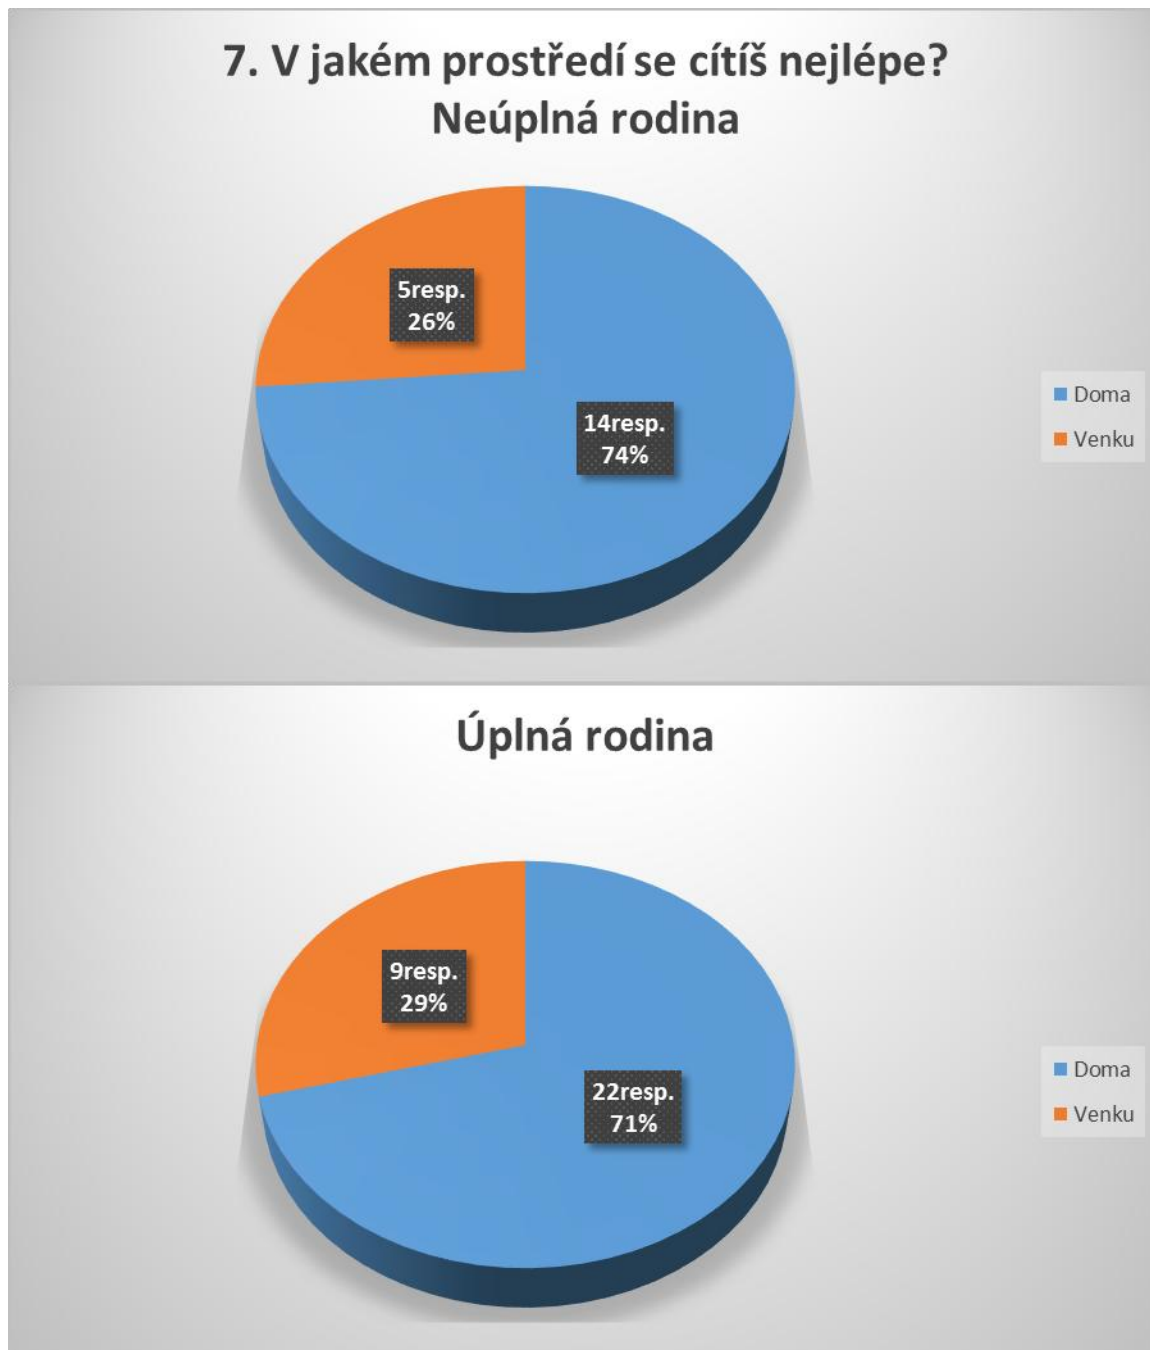 7. V jakém prostředí se cítíš nejlépe?
Neúplná rodina
5resp.
26%
14resp.
74%
Doma
Venku
Úplná rodina
9resp.
29%
22resp.
71%
Doma
Venku